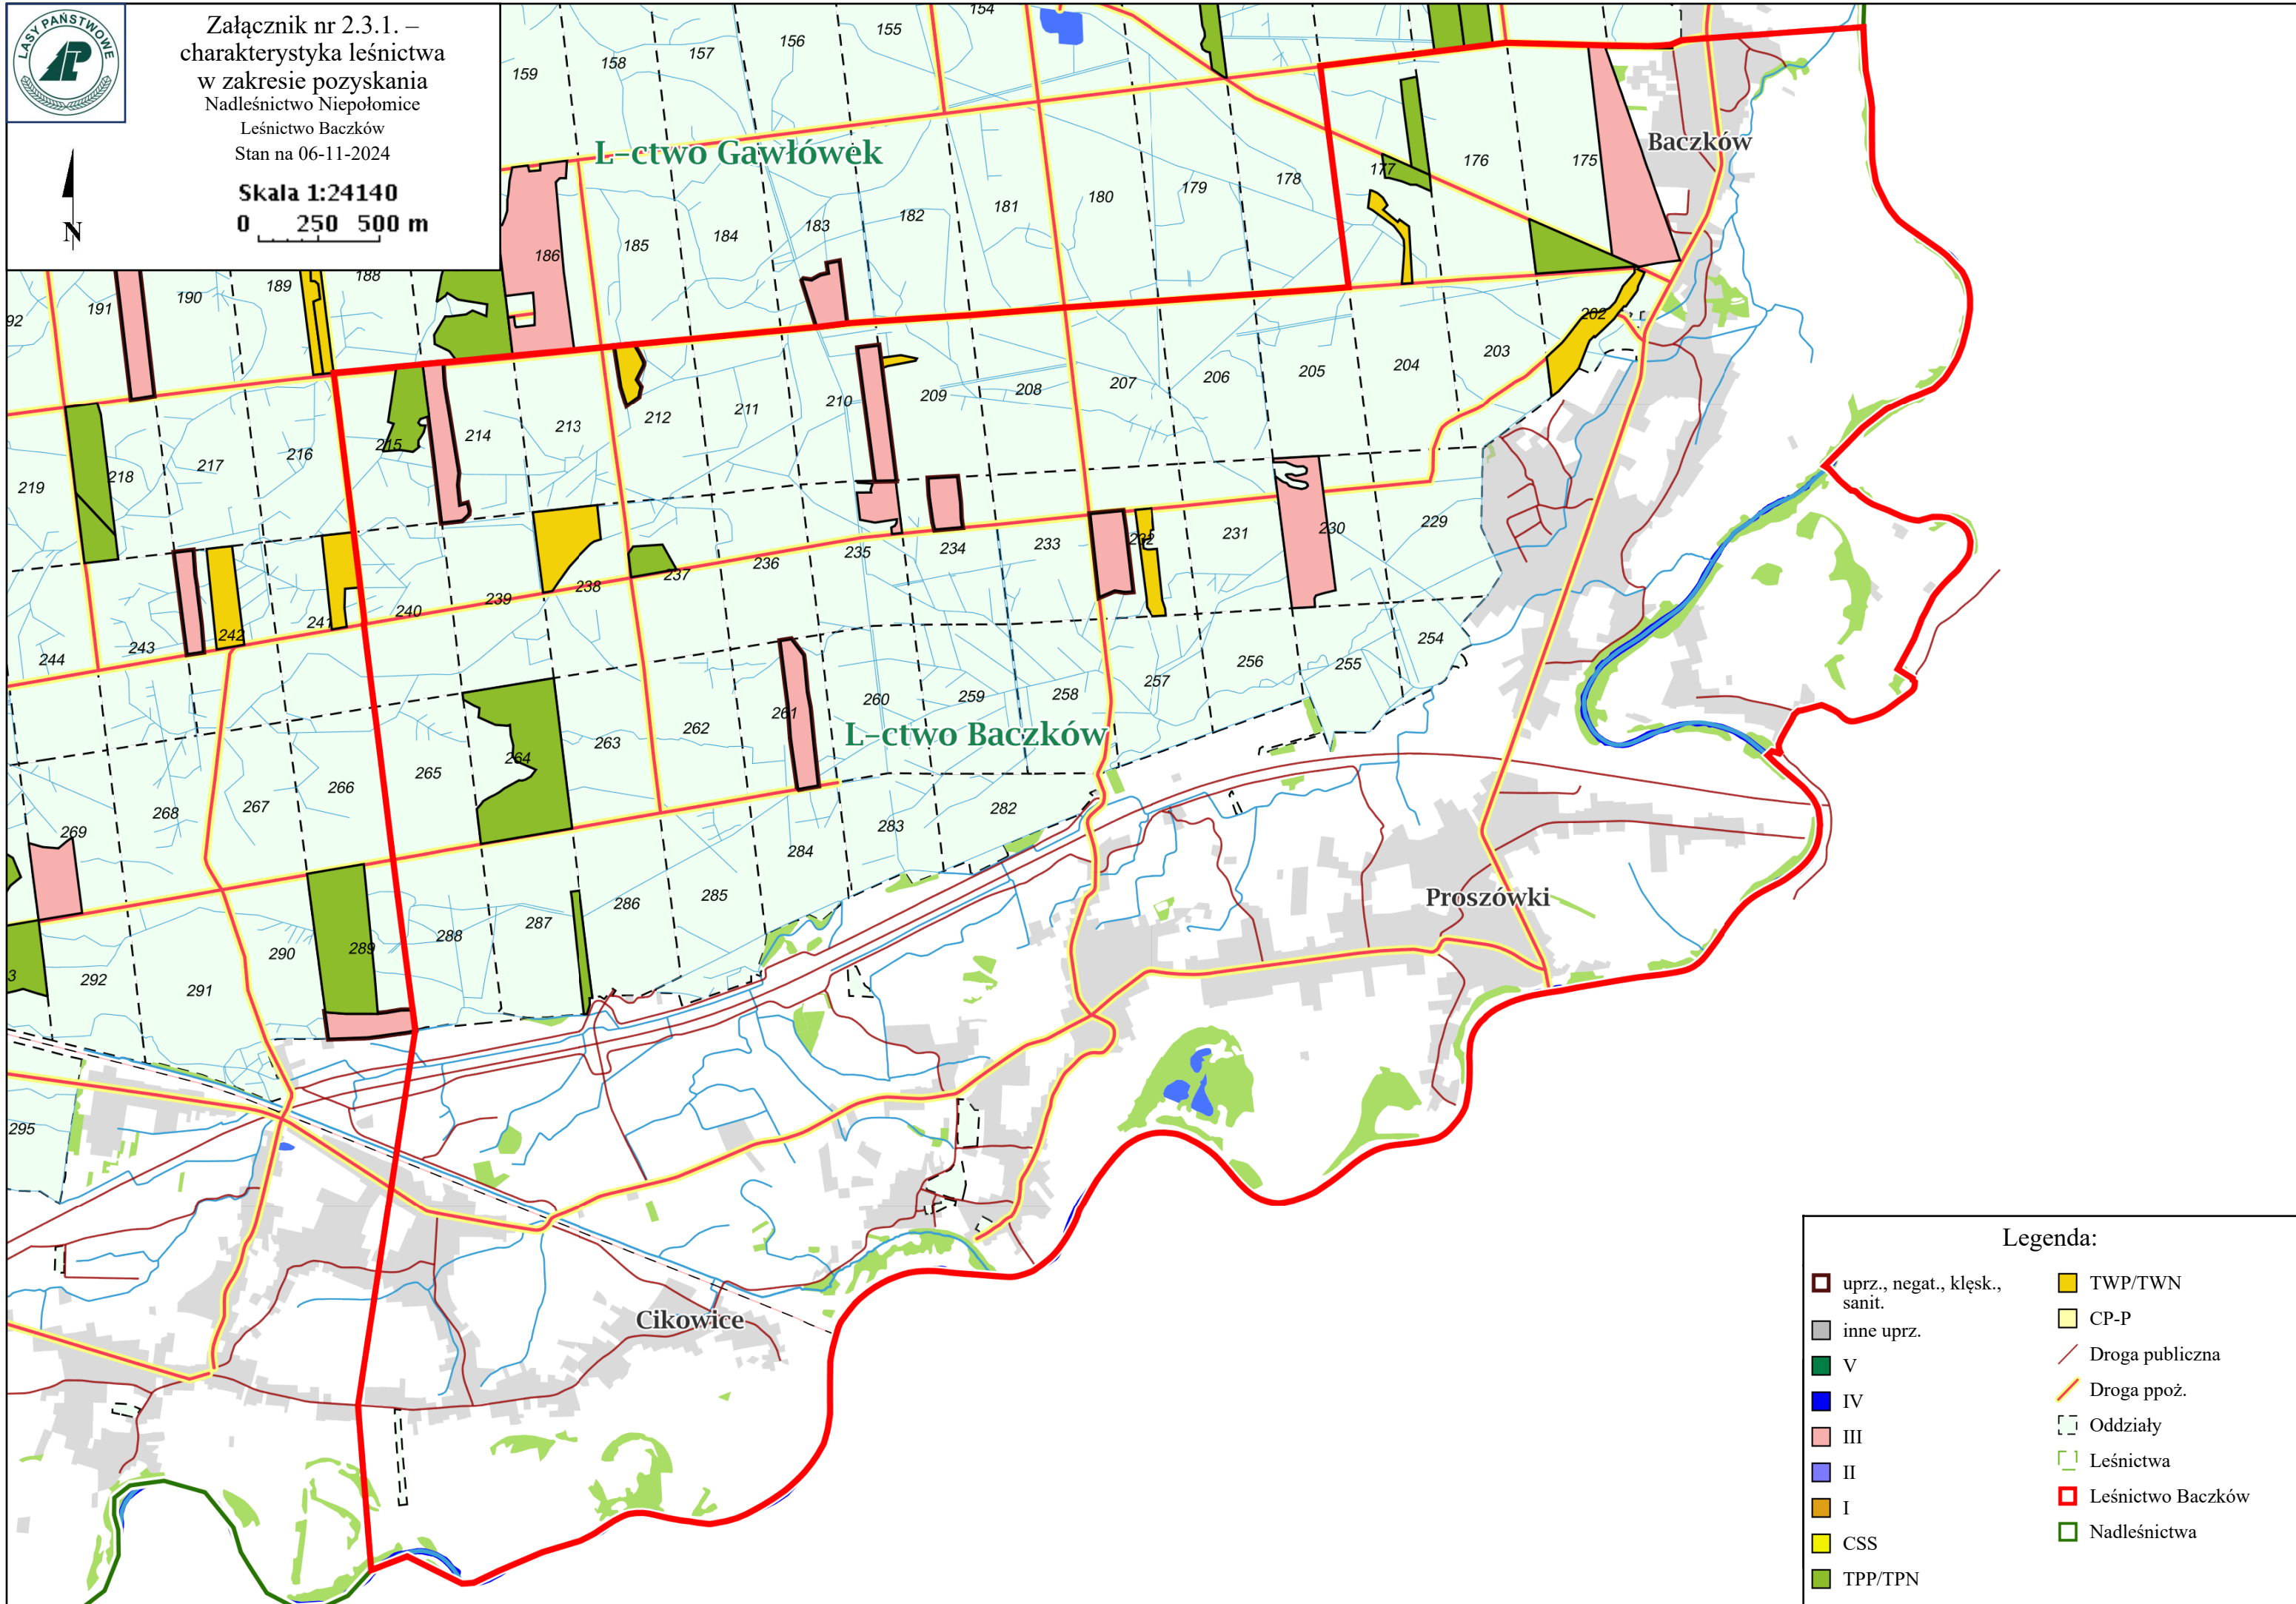 LASY PAŃSTWOWE
Załącznik nr 2.3.1. –
charakterystyka leśnictwa
w zakresie pozyskania
Nadleśnictwo Niepołomice
Leśnictwo Baczków
Stan na 06-11-2024
Skala 1:24140
0 250 500 m
N
154
155
156
157
158
159
L-ctwo Gawłówek
Baczków
175
176
177
178
179
180
181
182
183
184
185
186
188
189
190
191
92
202
203
204
205
206
207
208
209
210
211
212
213
214
215
216
217
218
219
229
230
231
232
233
234
235
236
237
238
239
240
241
242
243
244
254
255
256
257
258
259
260
261
262
263
264
265
266
267
268
269
L-ctwo Baczków
282
283
284
285
286
287
288
289
290
291
292
3
295
Proszówki
Cikowice
Legenda:
uprz., negat., klęsk.,
sanit.
inne uprz.
V
IV
III
II
I
CSS
TPP/TPN
TWP/TWN
CP-P
Droga publiczna
Droga ppoż.
Oddziały
Leśnictwa
Leśnictwo Baczków
Nadleśnictwa